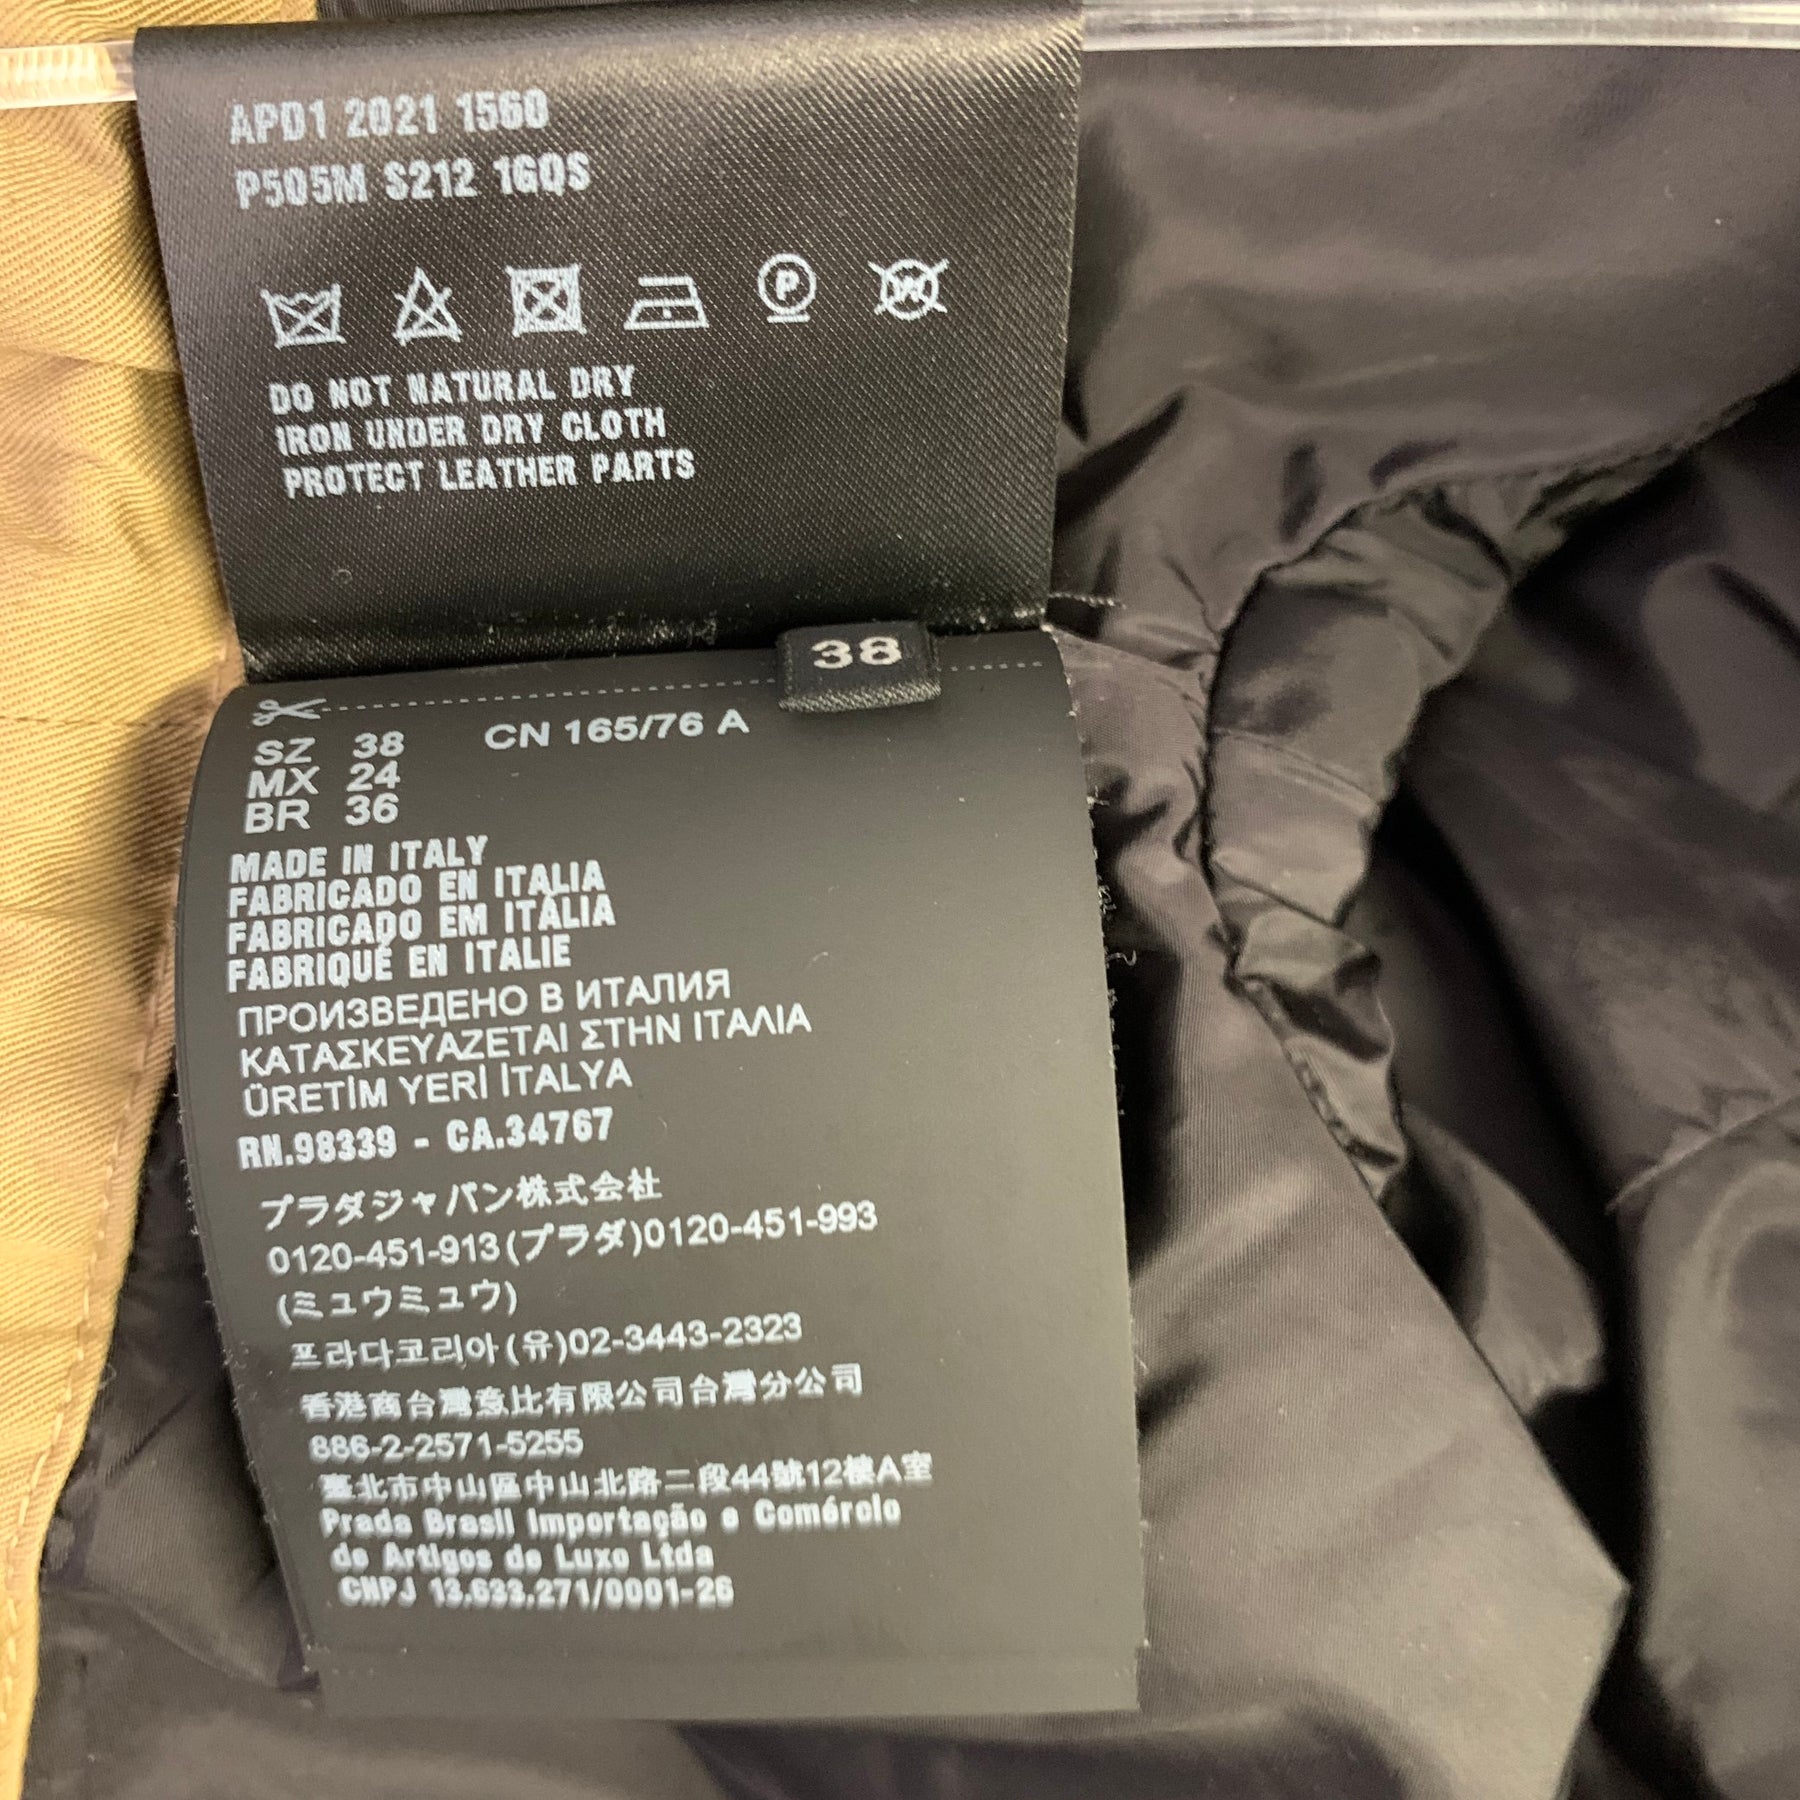 APD1 2021 1560
P505M S212 1GQS
P
W
DO NOT NATURAL DRY
IRON UNDER DRY CLOTH
PROTECT LEATHER PARTS
38
SZ 38 CN 165/76 A
MX 24
BR 36
MADE IN ITALY
FABRICADO EN ITALIA
FABRICADO EM ITÁLIA
FABRIQUÉ EN ITALIE
ПРОИЗВЕДЕНО В ИТАЛИЯ
ΚΑΤΑΣΚΕΥΑΖΕΤΑΙ ΣΤΗΝ ΙΤΑΛΙΑ
ÜRETİM YERİ İTALYA
RN.98339 - CA.34767
プラダジャパン株式会社
0120-451-913(プラダ)0120-451-993
(ミュウミュウ)
프라다코리아(유)02-3443-2323
香港商台灣意比有限公司台灣分公司
886-2-2571-5255
臺北市中山區中山北路二段44號12樓A室
Prada Brasil Importação e Comércio
de Artigos de Luxo Ltda
CNPJ 13.633.271/0001-26